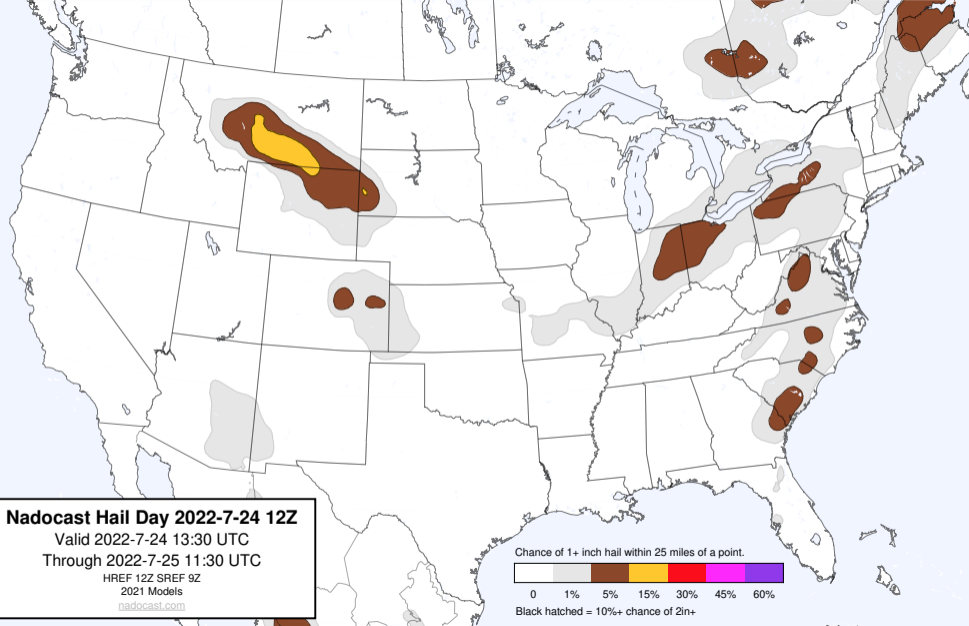 Nadocast Hail Day 2022-7-24 12Z
Valid 2022-7-24 13:30 UTC
Through 2022-7-25 11:30 UTC
HREF 12Z SREF 9Z
2021 Models
nadocast.com
Chance of 1+ inch hail within 25 miles of a point.
0 1% 5% 15% 30% 45% 60%
Black hatched = 10%+ chance of 2in+